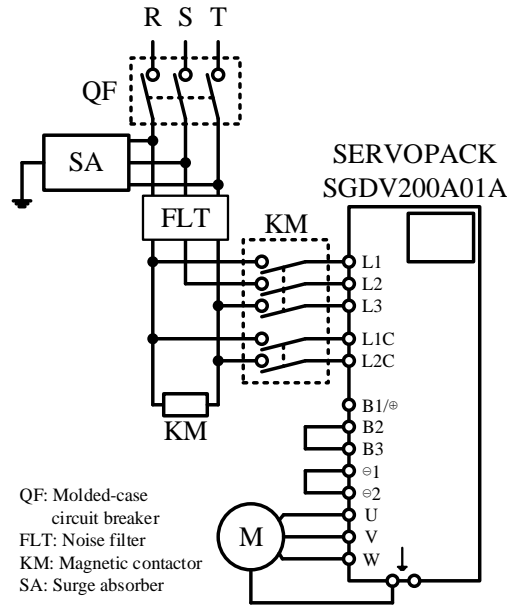 R S T
QF
SA
SERVOPACK
SGDV200A01A
FLT
KM
L1
L2
L3
L1C
L2C
B1/⊕
B2
B3
KM
⊖1
⊖2
QF: Molded-case
circuit breaker
FLT: Noise filter
KM: Magnetic contactor
SA: Surge absorber
M
U
V
W